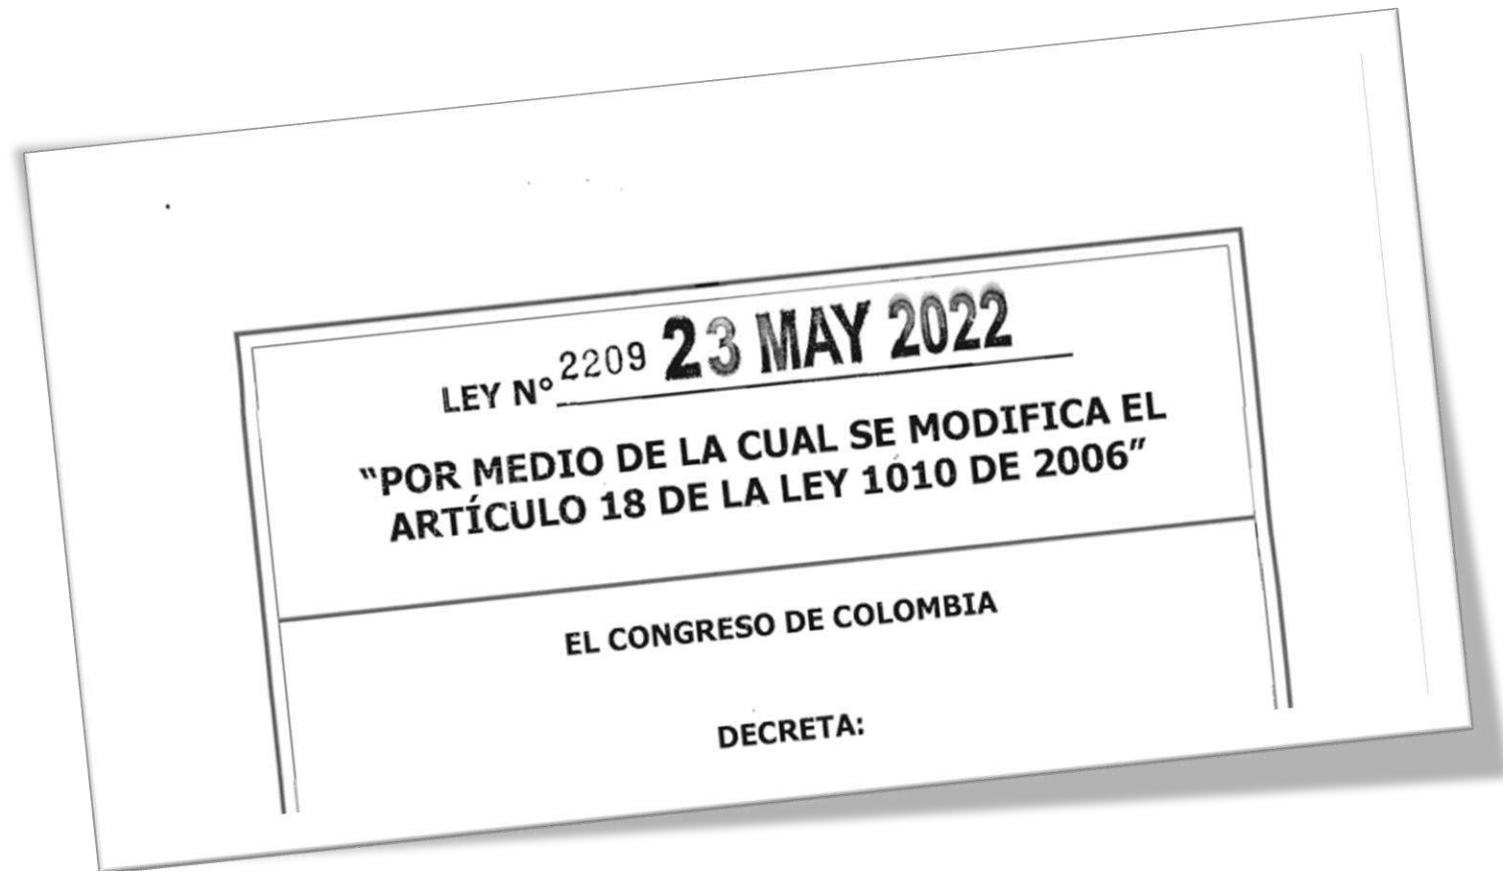 LEY N° 2209 23 MAY 2022
"POR MEDIO DE LA CUAL SE MODIFICA EL
ARTÍCULO 18 DE LA LEY 1010 DE 2006"
EL CONGRESO DE COLOMBIA
DECRETA: